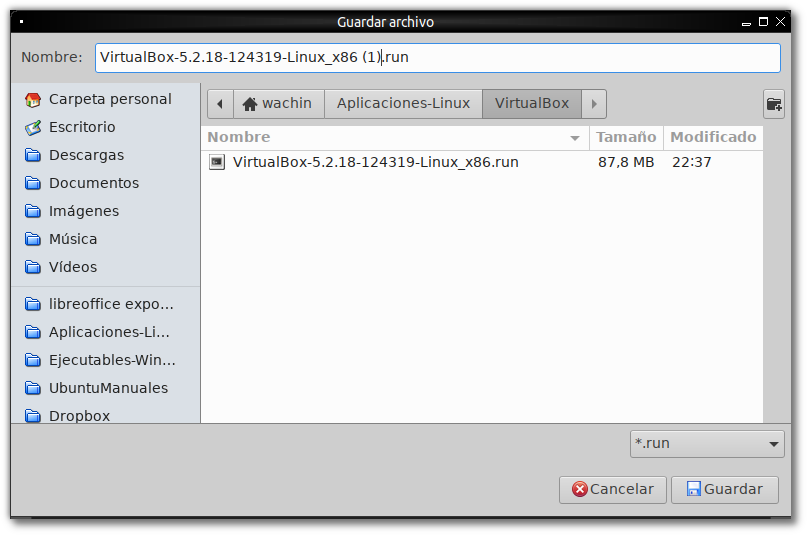 Guardar archivo
Nombre: VirtualBox-5.2.18-124319-Linux_x86 (1).run
Carpeta personal
Escritorio
Descargas
Documentos
Imágenes
Música
Vídeos
libreoffice expo...
Aplicaciones-Li...
Ejecutables-Win...
UbuntuManuales
Dropbox
wachin Aplicaciones-Linux VirtualBox
Nombre Tamaño Modificado
VirtualBox-5.2.18-124319-Linux_x86.run 87,8 MB 22:37
*.run
Cancelar Guardar